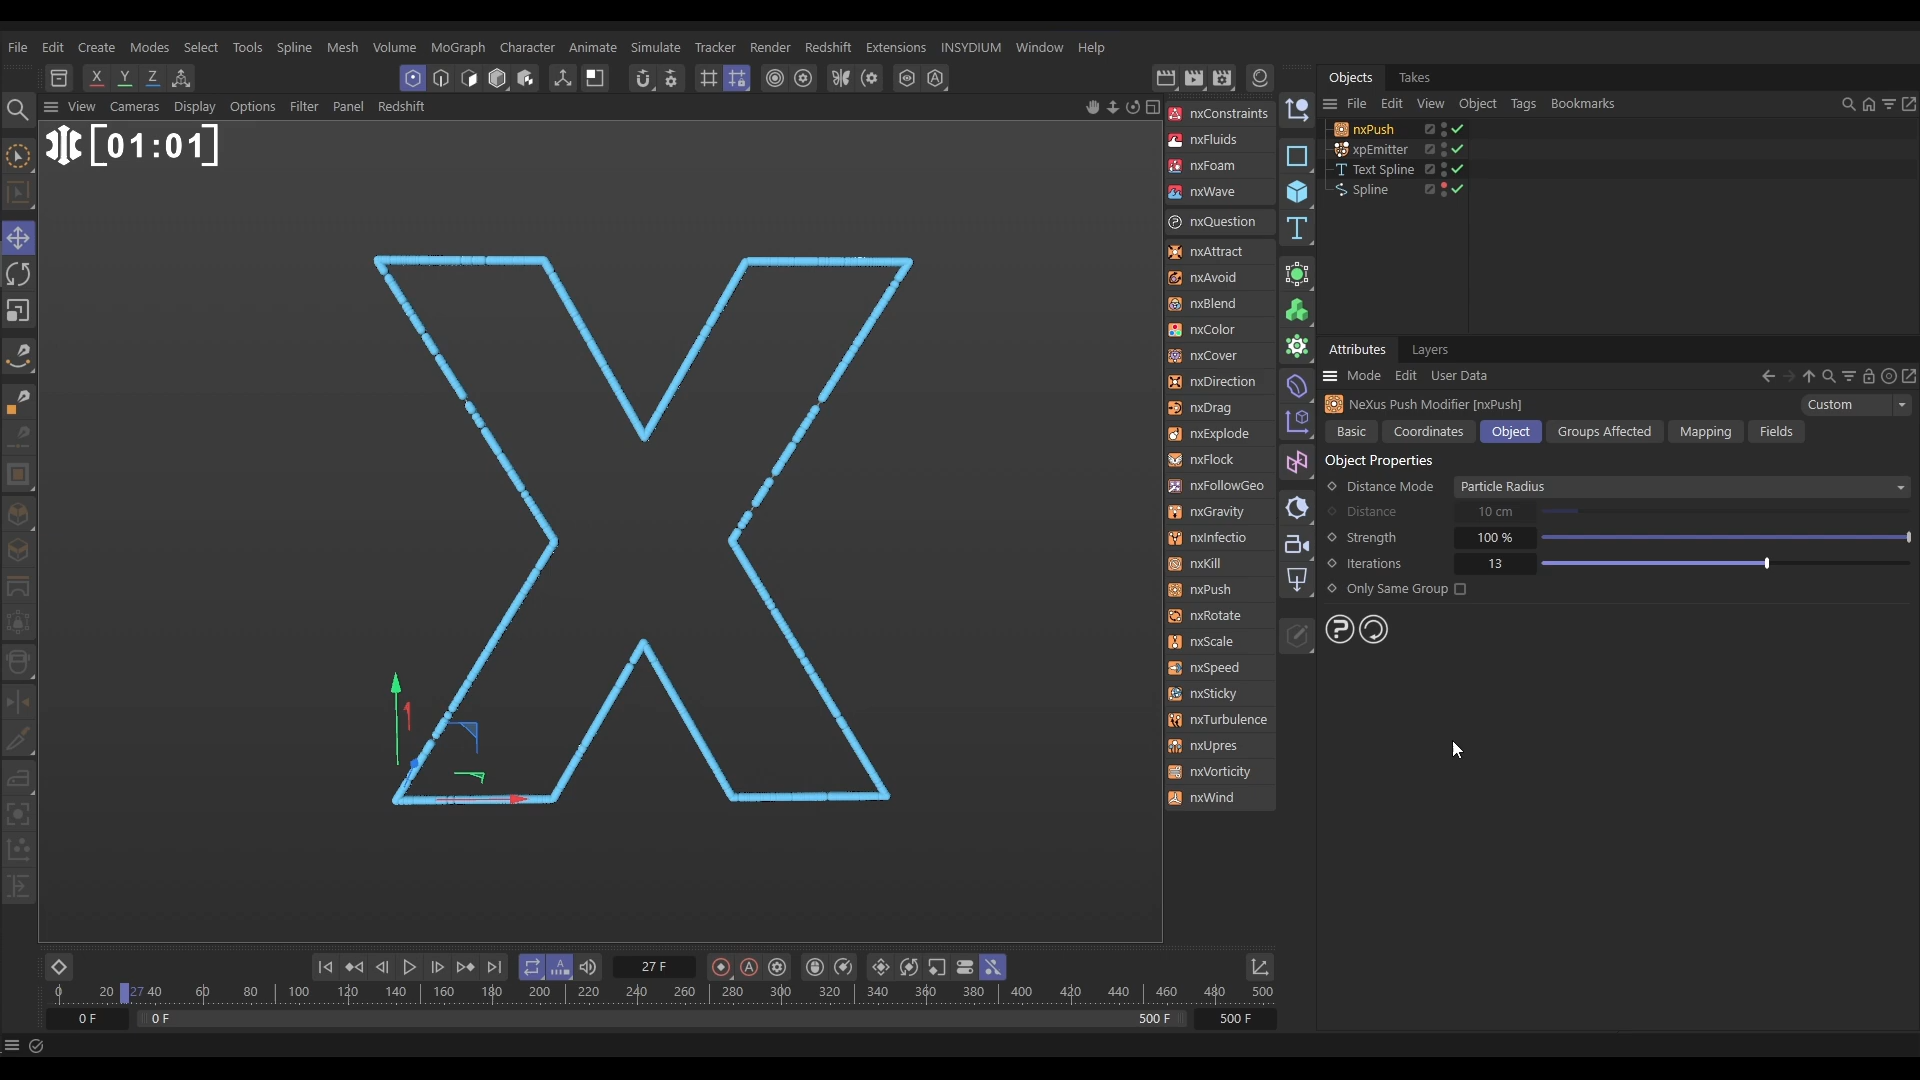 File Edit Create Modes Select Tools Spline Mesh Volume MoGraph Character Animate Simulate Tracker Render Redshift Extensions INSYDIUM Window Help
X Y Z
View Cameras Display Options Filter Panel Redshift
[01:01]
nxConstraints
nxFluids
nxFoam
nxWave
nxQuestion
nxAttract
nxAvoid
nxBlend
nxColor
nxCover
nxDirection
nxDrag
nxExplode
nxFlock
nxFollowGeo
nxGravity
nxInfectio
nxKill
nxPush
nxRotate
nxScale
nxSpeed
nxSticky
nxTurbulence
nxUpres
nxVorticity
nxWind
Objects Takes
File Edit View Object Tags Bookmarks
nxPush
xpEmitter
Text Spline
Spline
Attributes Layers
Mode Edit User Data
NeXus Push Modifier [nxPush] Custom
Basic Coordinates Object Groups Affected Mapping Fields
Object Properties
Distance Mode Particle Radius
Distance 10 cm
Strength 100 %
Iterations 13
Only Same Group
27 F
0 20 27 40 60 80 100 120 140 160 180 200 220 240 260 280 300 320 340 360 380 400 420 440 460 480 500
0 F 0 F 500 F 500 F